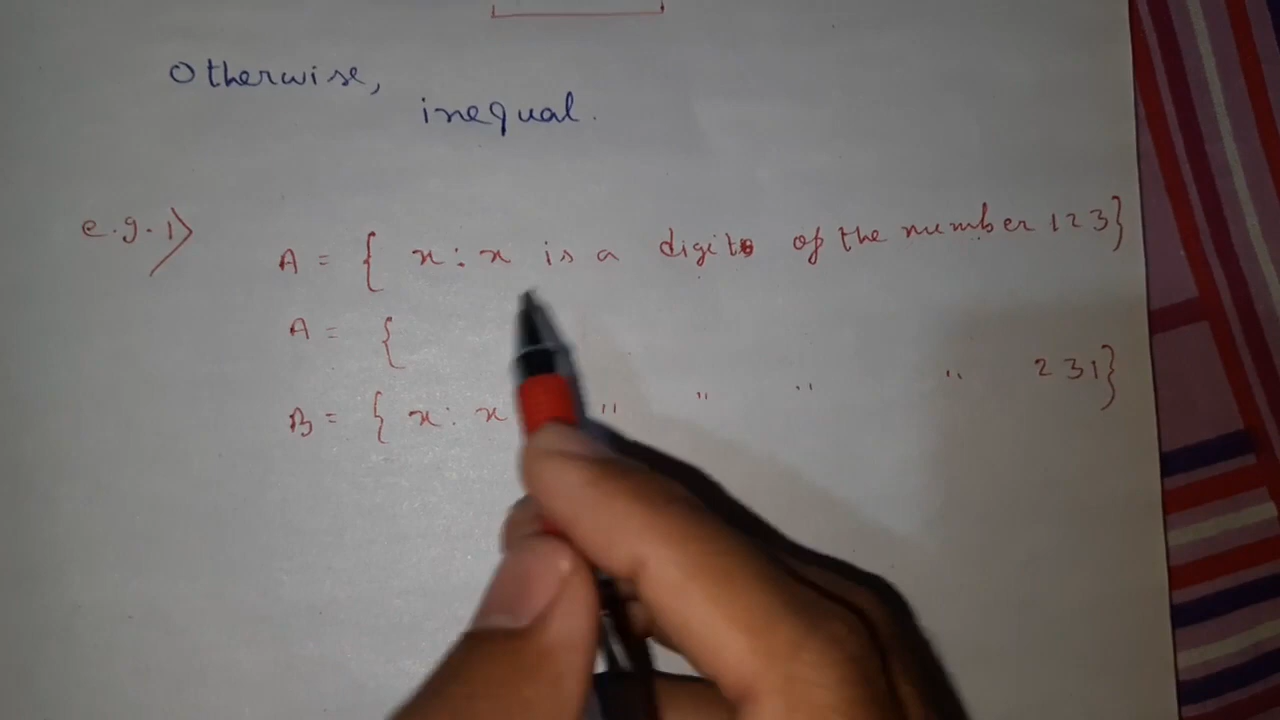 Otherwise,
inequal.
e.g. 1>
A = { x : x is a digit of the number 123}
A = {
B = { x : x " " " " 231}